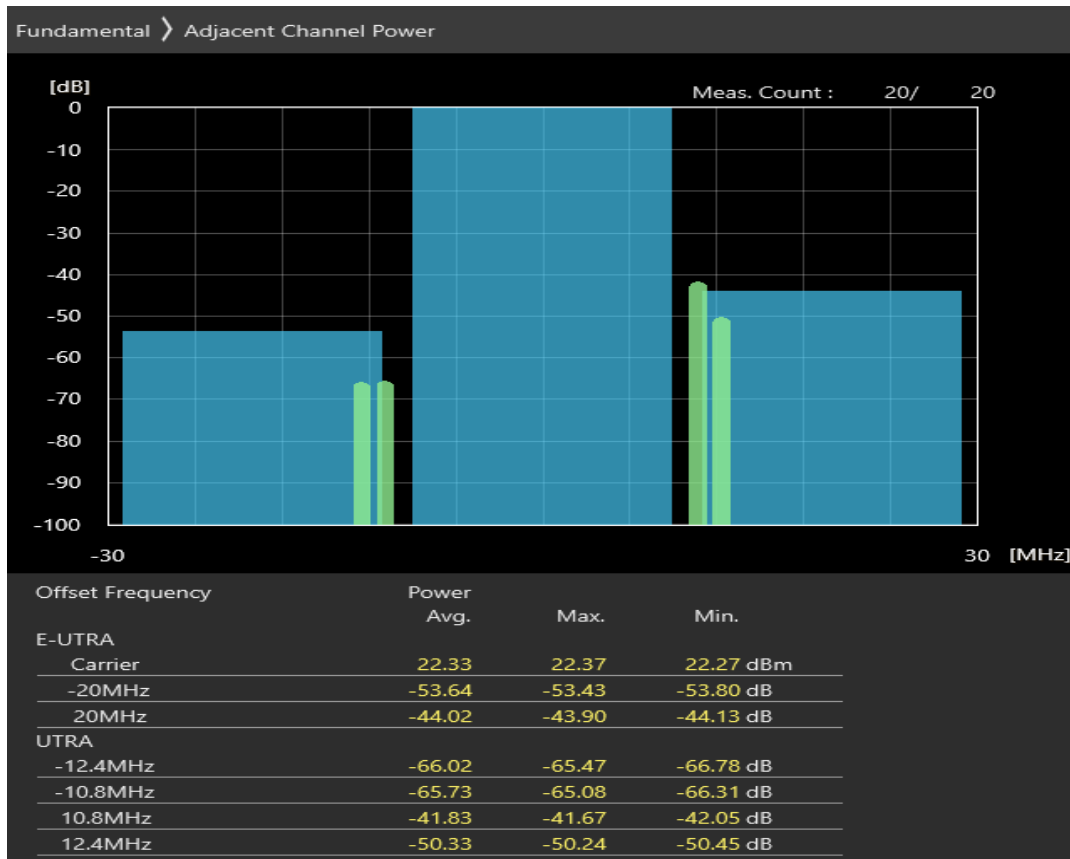 Fundamental 〉 Adjacent Channel Power
[dB]
Meas. Count : 20/ 20
0
-10
-20
-30
-40
-50
-60
-70
-80
-90
-100
-30 30 [MHz]
Offset Frequency Power
Avg. Max. Min.
E-UTRA
Carrier 22.33 22.37 22.27 dBm
-20MHz -53.64 -53.43 -53.80 dB
20MHz -44.02 -43.90 -44.13 dB
UTRA
-12.4MHz -66.02 -65.47 -66.78 dB
-10.8MHz -65.73 -65.08 -66.31 dB
10.8MHz -41.83 -41.67 -42.05 dB
12.4MHz -50.33 -50.24 -50.45 dB